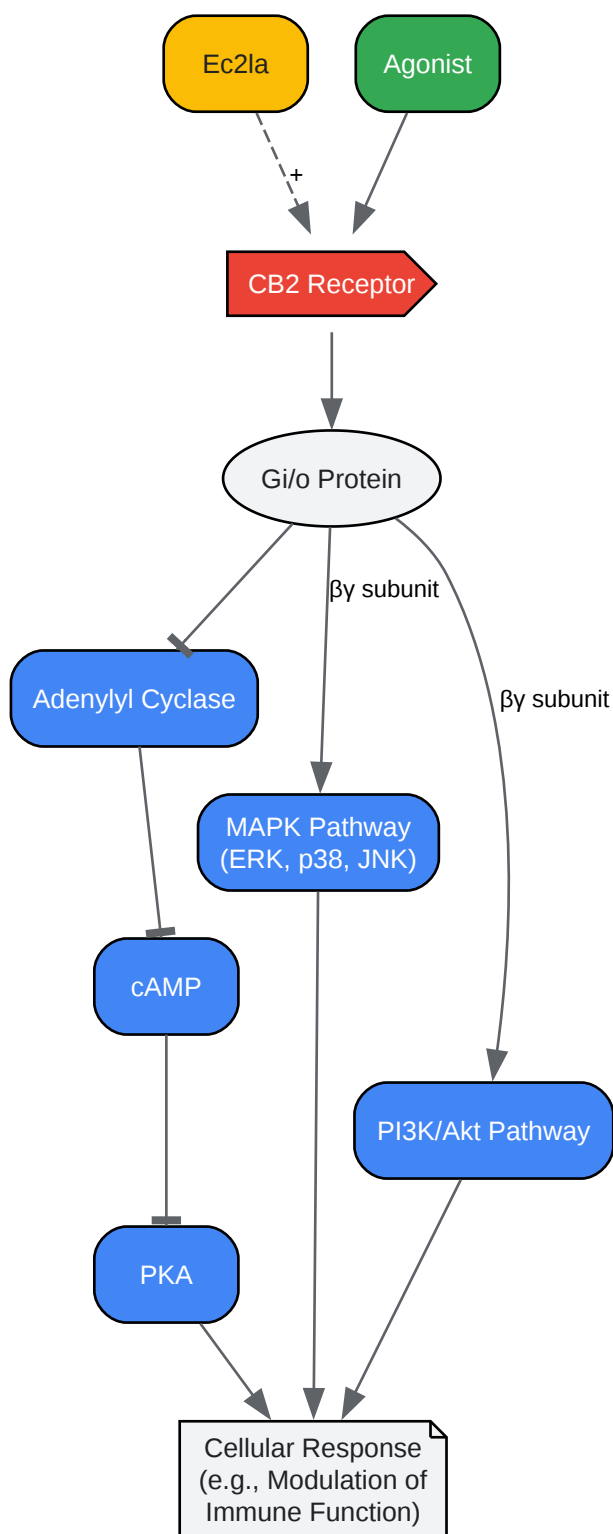 Ec2la
Agonist
+
CB2 Receptor
Gi/o Protein
βγ subunit
Adenylyl Cyclase
βγ subunit
MAPK Pathway
(ERK, p38, JNK)
cAMP
PI3K/Akt Pathway
PKA
Cellular Response
(e.g., Modulation of
Immune Function)